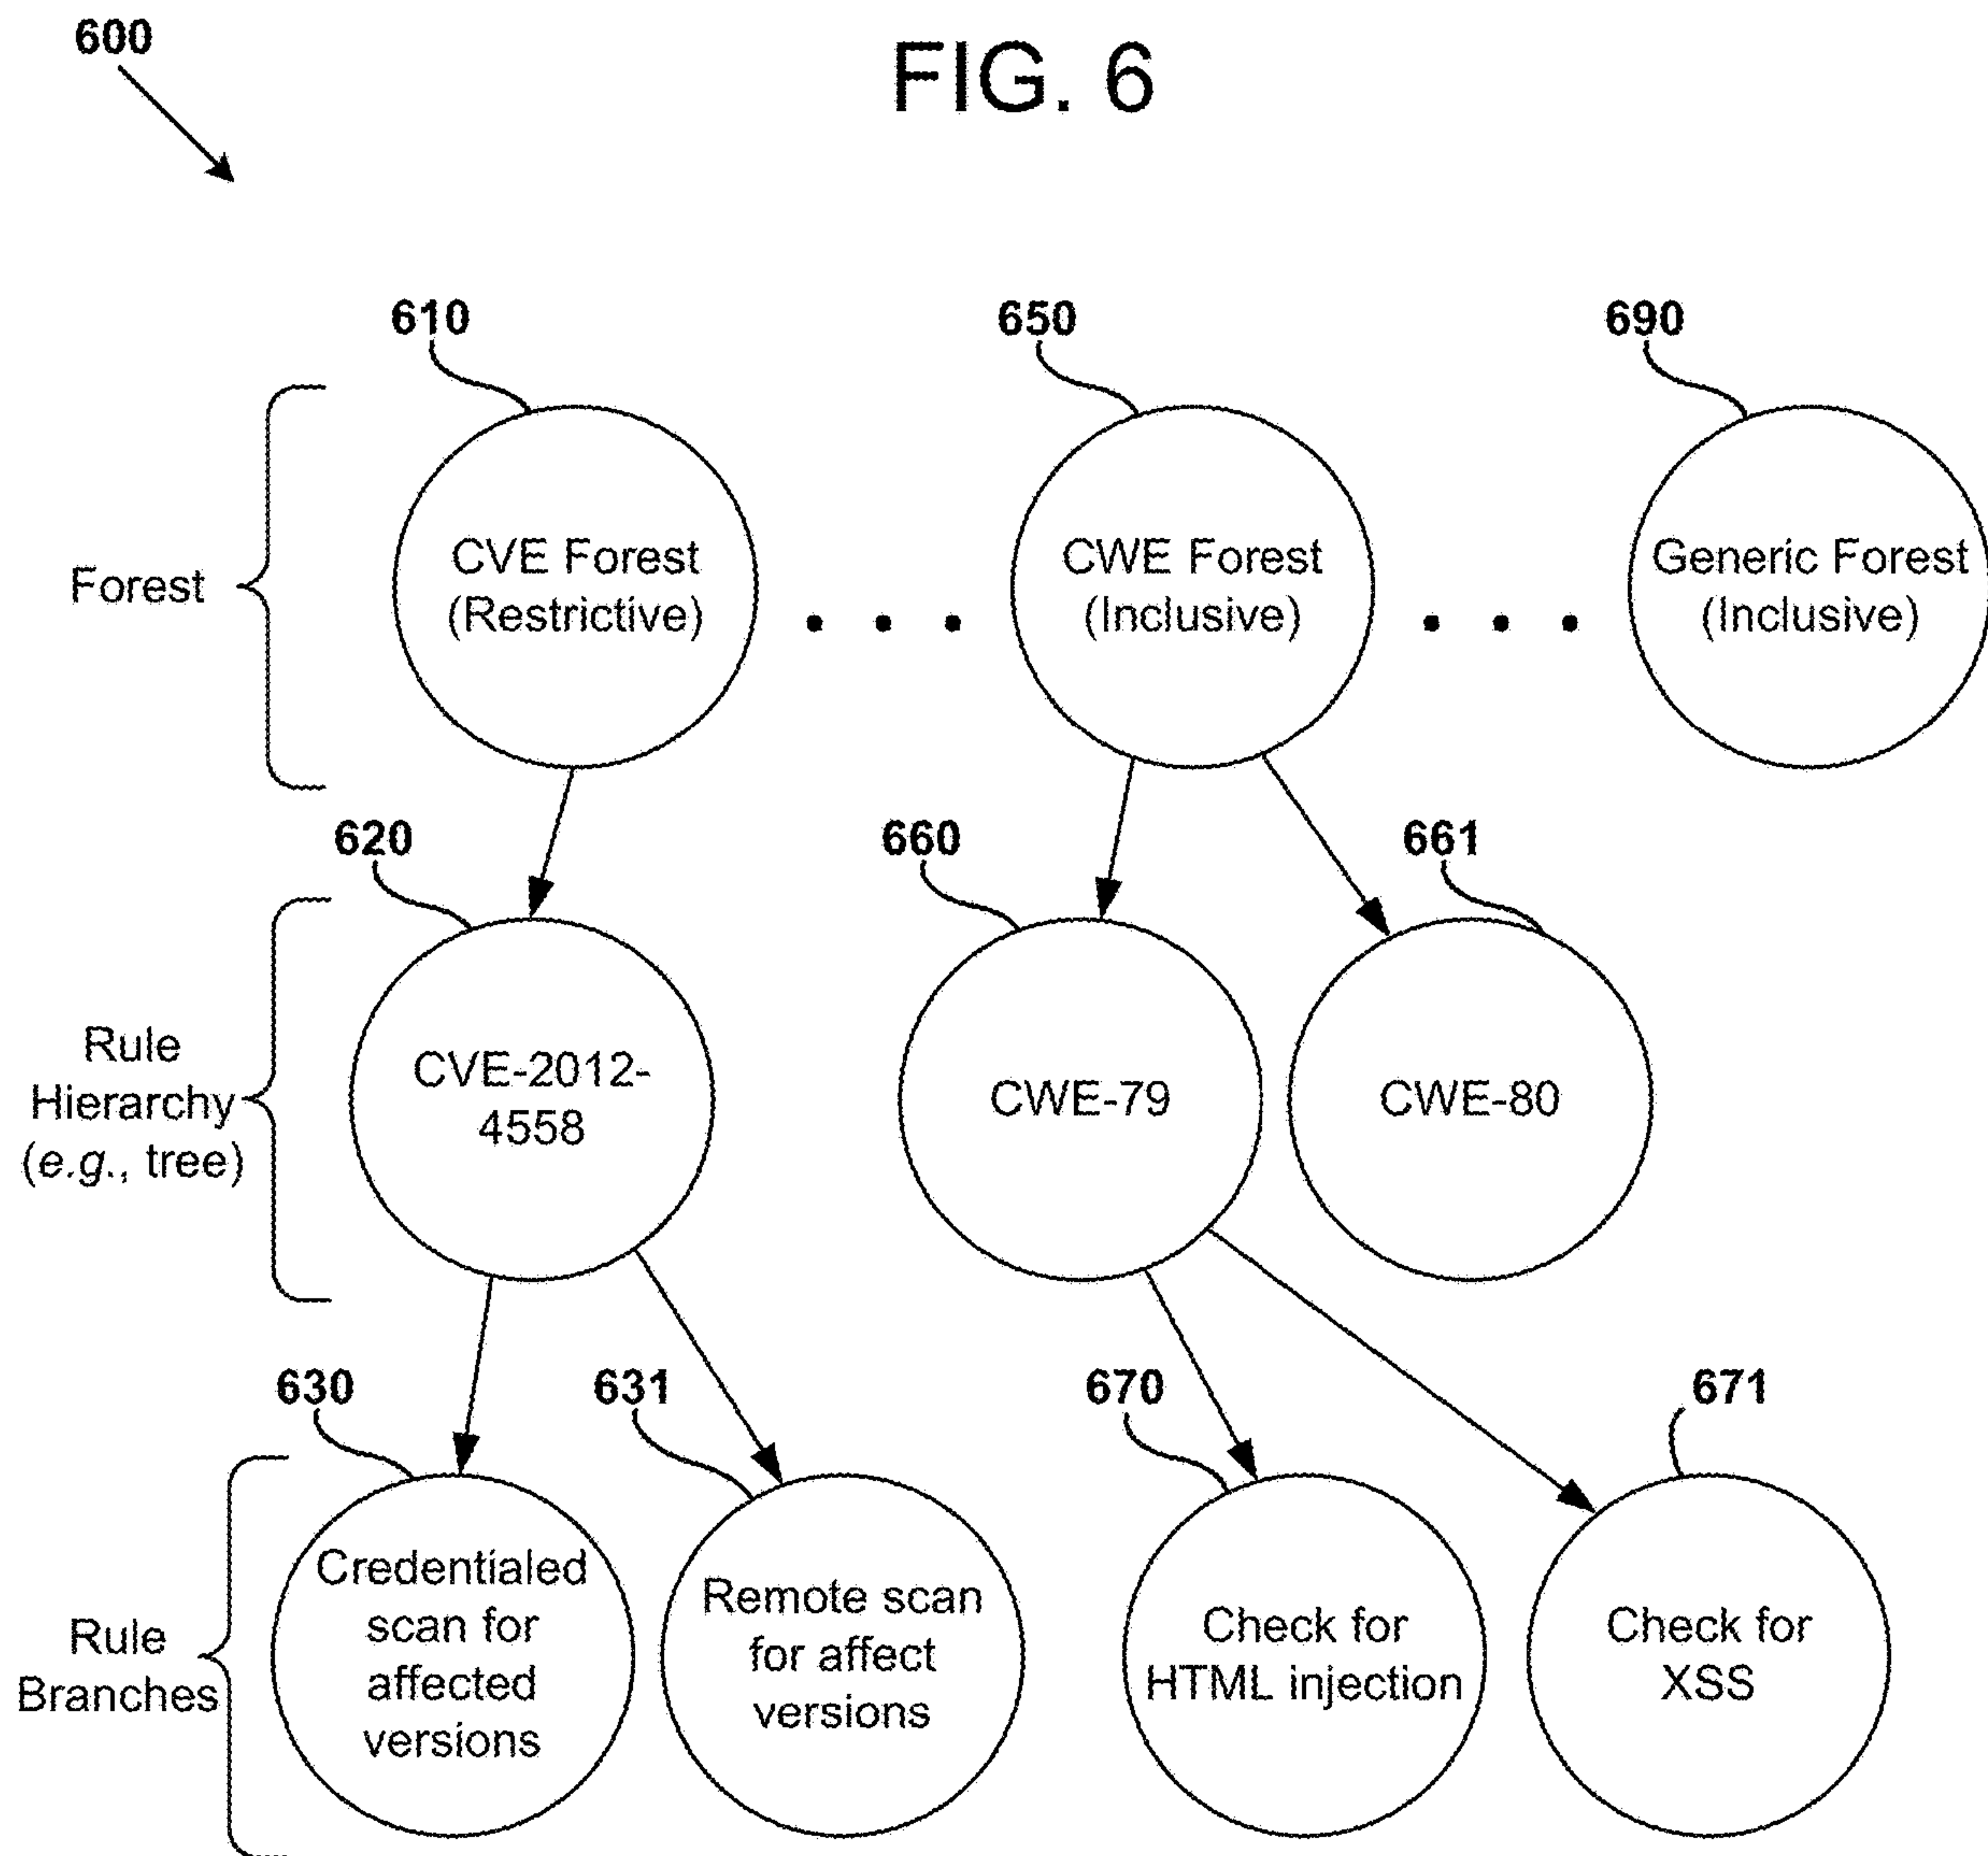 600
FIG. 6
610
650
690
Forest
CVE Forest
(Restrictive)
CWE Forest
(Inclusive)
Generic Forest
(Inclusive)
620
660
661
Rule
Hierarchy
(e.g., tree)
CVE-2012-
4558
CWE-79
CWE-80
630
631
670
671
Rule
Branches
Credentialed
scan for
affected
versions
Remote scan
for affect
versions
Check for
HTML injection
Check for
XSS